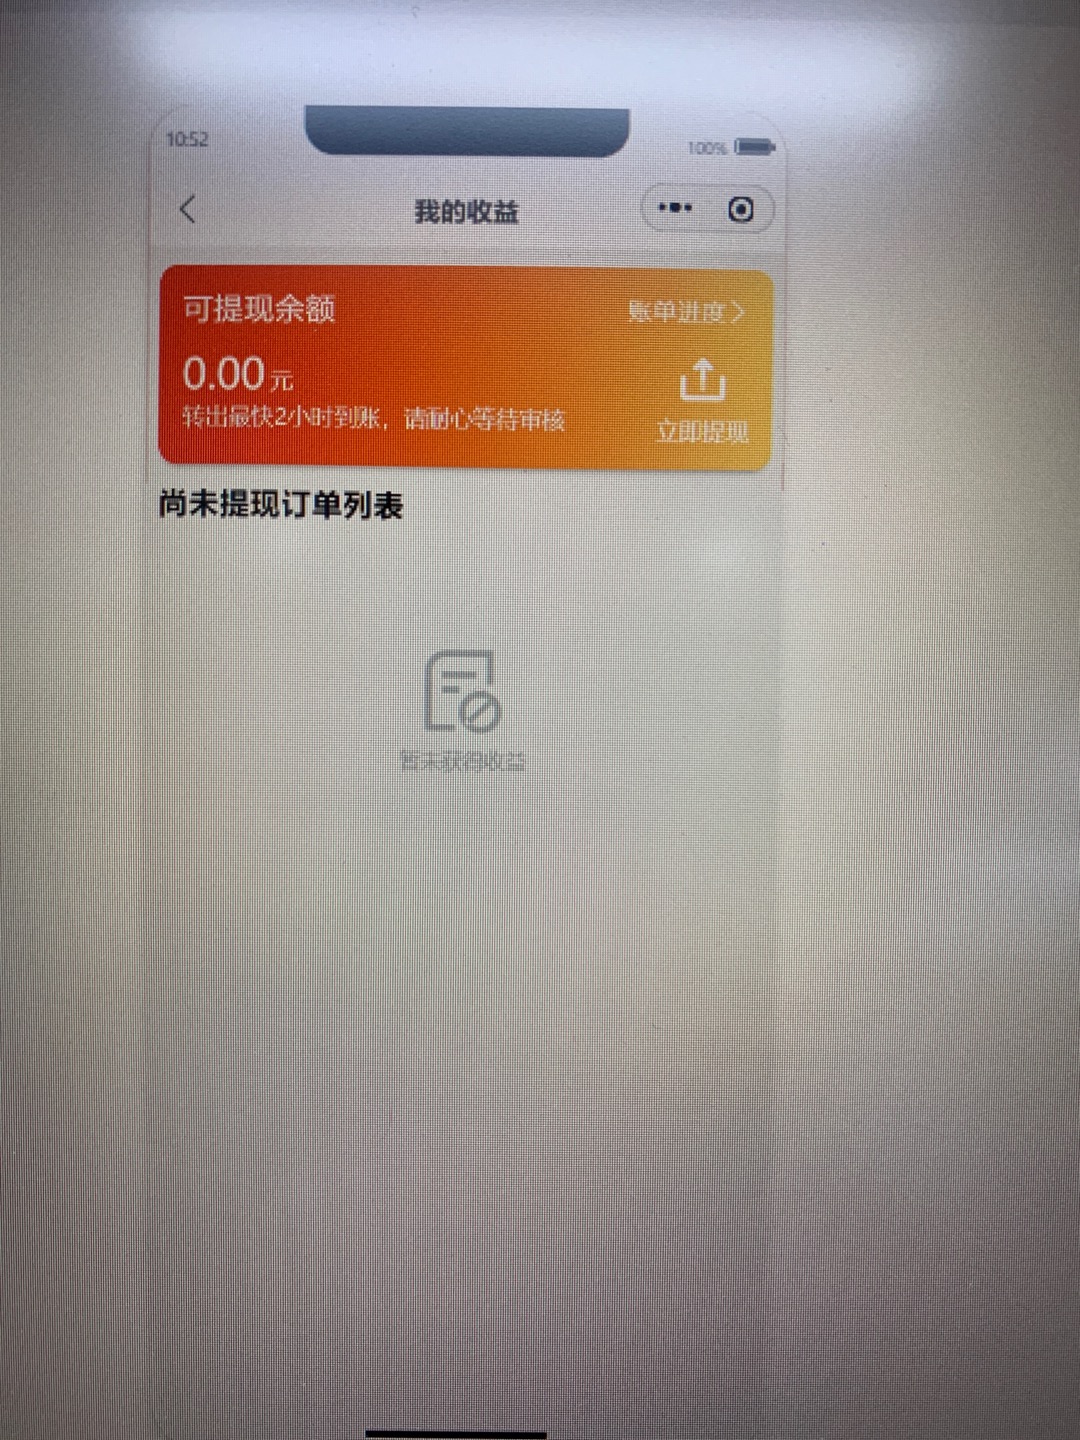 10:52
100%
我的收益
可提现余额
账单进度
0.00元
转出最快2小时到账，请耐心等待审核
立即提现
尚未提现订单列表
暂未获得收益